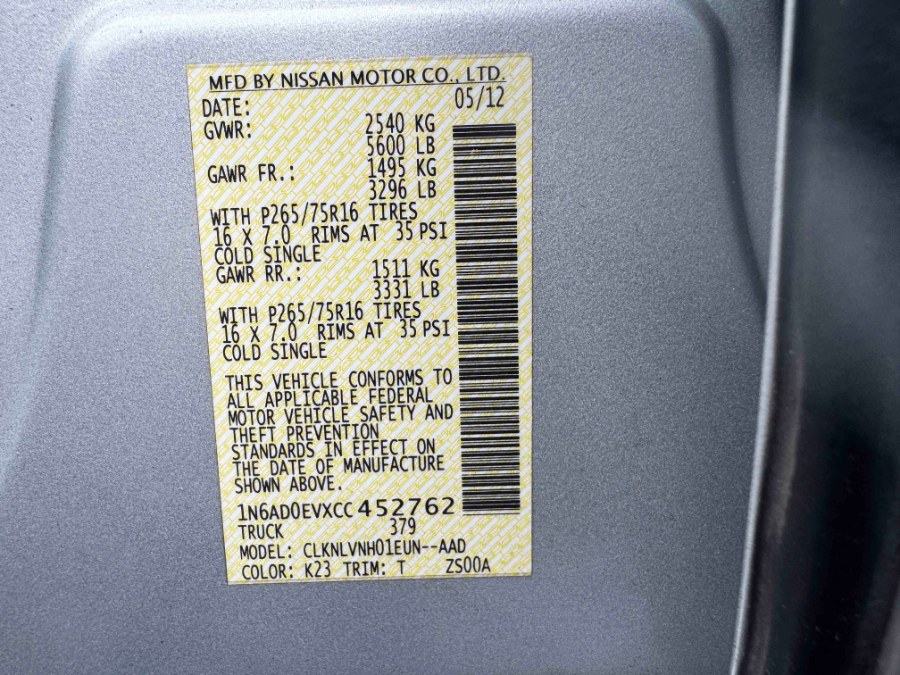 MFD BY NISSAN MOTOR CO., LTD.
DATE: 05/12
GVWR: 2540 KG
5600 LB
GAWR FR.: 1495 KG
3296 LB
WITH P265/75R16 TIRES
16 X 7.0 RIMS AT 35 PSI
COLD SINGLE
GAWR RR.: 1511 KG
3331 LB
WITH P265/75R16 TIRES
16 X 7.0 RIMS AT 35 PSI
COLD SINGLE
THIS VEHICLE CONFORMS TO
ALL APPLICABLE FEDERAL
MOTOR VEHICLE SAFETY AND
THEFT PREVENTION
STANDARDS IN EFFECT ON
THE DATE OF MANUFACTURE
SHOWN ABOVE.
1N6AD0EVXCC 452762
TRUCK 379
MODEL: CLKNLVNH01EUN--AAD
COLOR: K23 TRIM: T ZS00A